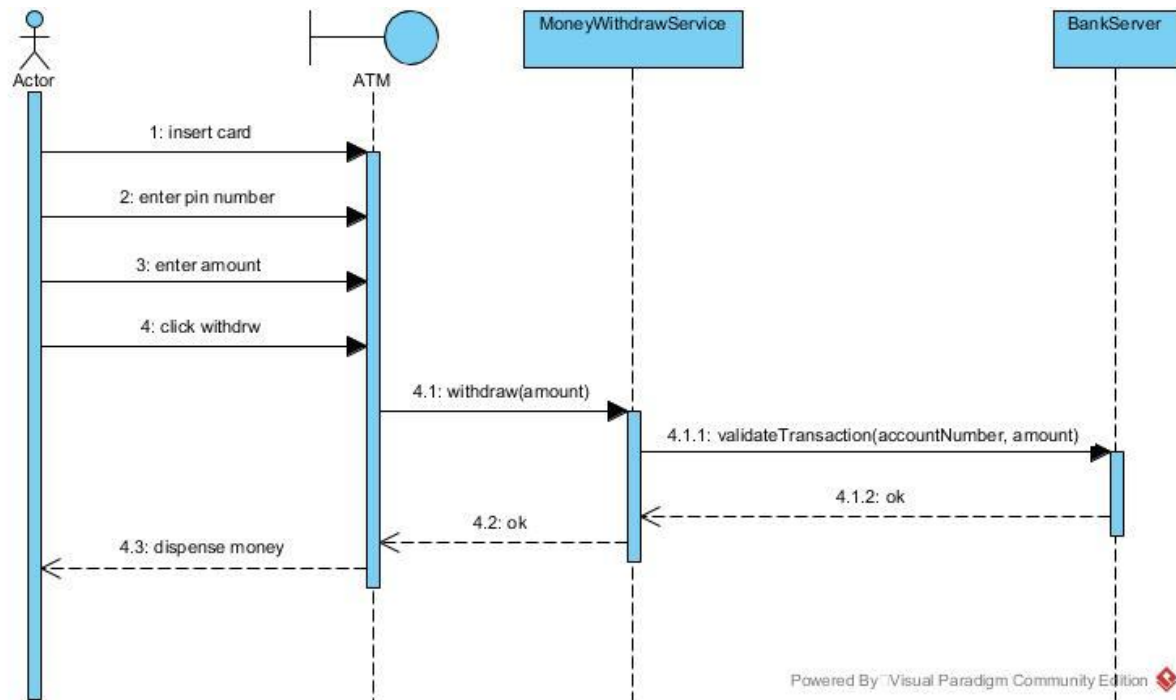 MoneyWithdrawService
BankServer
Actor
ATM
1: insert card
2: enter pin number
3: enter amount
4: click withdrw
4.1: withdraw(amount)
4.1.1: validateTransaction(accountNumber, amount)
4.1.2: ok
4.2: ok
4.3: dispense money
Powered By Visual Paradigm Community Edition